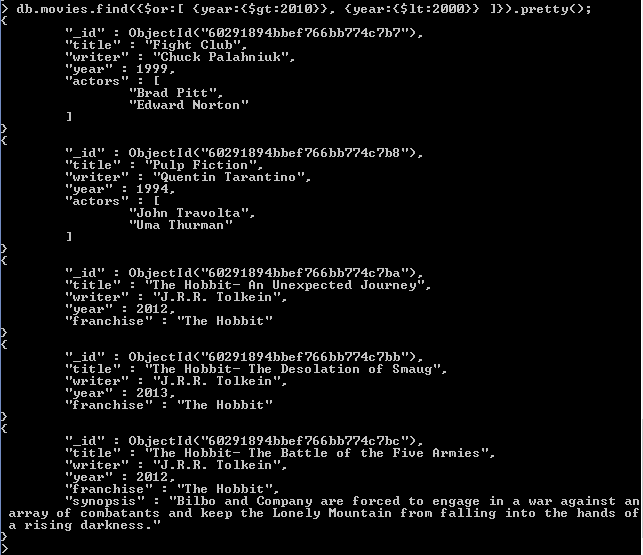 > db.movies.find({$or:[ {year:{$gt:2010}}, {year:{$lt:2000}} ]}).pretty();
{
        "_id" : ObjectId("60291894bbef766bb774c7b7"),
        "title" : "Fight Club",
        "writer" : "Chuck Palahniuk",
        "year" : 1999,
        "actors" : [
                "Brad Pitt",
                "Edward Norton"
        ]
}
{
        "_id" : ObjectId("60291894bbef766bb774c7b8"),
        "title" : "Pulp Fiction",
        "writer" : "Quentin Tarantino",
        "year" : 1994,
        "actors" : [
                "John Travolta",
                "Uma Thurman"
        ]
}
{
        "_id" : ObjectId("60291894bbef766bb774c7ba"),
        "title" : "The Hobbit- An Unexpected Journey",
        "writer" : "J.R.R. Tolkein",
        "year" : 2012,
        "franchise" : "The Hobbit"
}
{
        "_id" : ObjectId("60291894bbef766bb774c7bb"),
        "title" : "The Hobbit- The Desolation of Smaug",
        "writer" : "J.R.R. Tolkein",
        "year" : 2013,
        "franchise" : "The Hobbit"
}
{
        "_id" : ObjectId("60291894bbef766bb774c7bc"),
        "title" : "The Hobbit- The Battle of the Five Armies",
        "writer" : "J.R.R. Tolkein",
        "year" : 2012,
        "franchise" : "The Hobbit",
        "synopsis" : "Bilbo and Company are forced to engage in a war against an
 array of combatants and keep the Lonely Mountain from falling into the hands of
 a rising darkness."
}
>